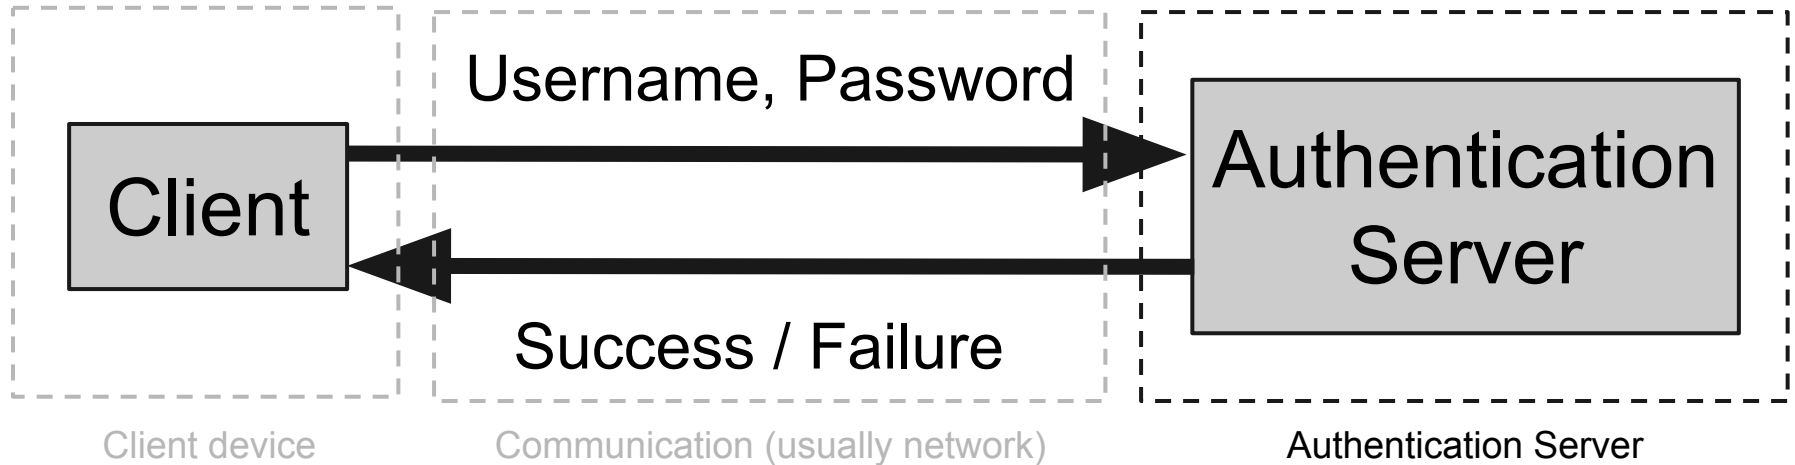 Username, Password
Client
Authentication
Server
Success / Failure
Client device
Communication (usually network)
Authentication Server